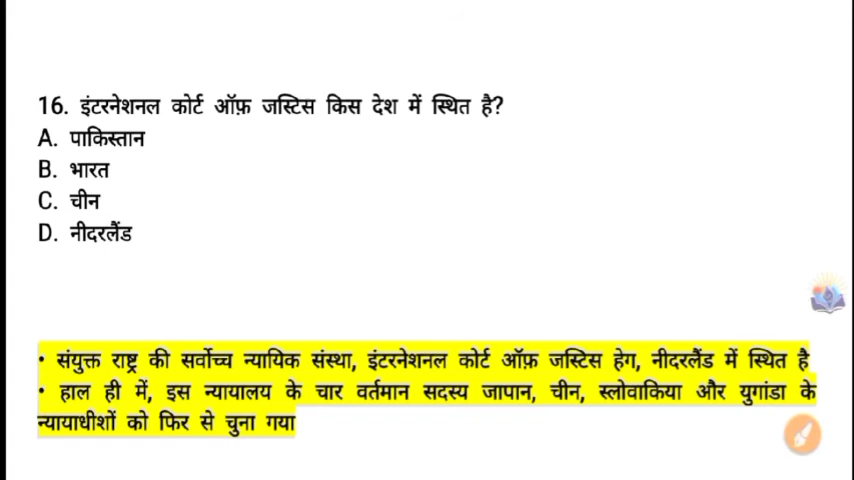 16. इंटरनेशनल कोर्ट ऑफ़ जस्टिस किस देश में स्थित है?
A. पाकिस्तान
B. भारत
C. चीन
D. नीदरलैंड
• संयुक्त राष्ट्र की सर्वोच्च न्यायिक संस्था, इंटरनेशनल कोर्ट ऑफ़ जस्टिस हेग, नीदरलैंड में स्थित है
• हाल ही में, इस न्यायालय के चार वर्तमान सदस्य जापान, चीन, स्लोवाकिया और युगांडा के
न्यायाधीशों को फिर से चुना गया